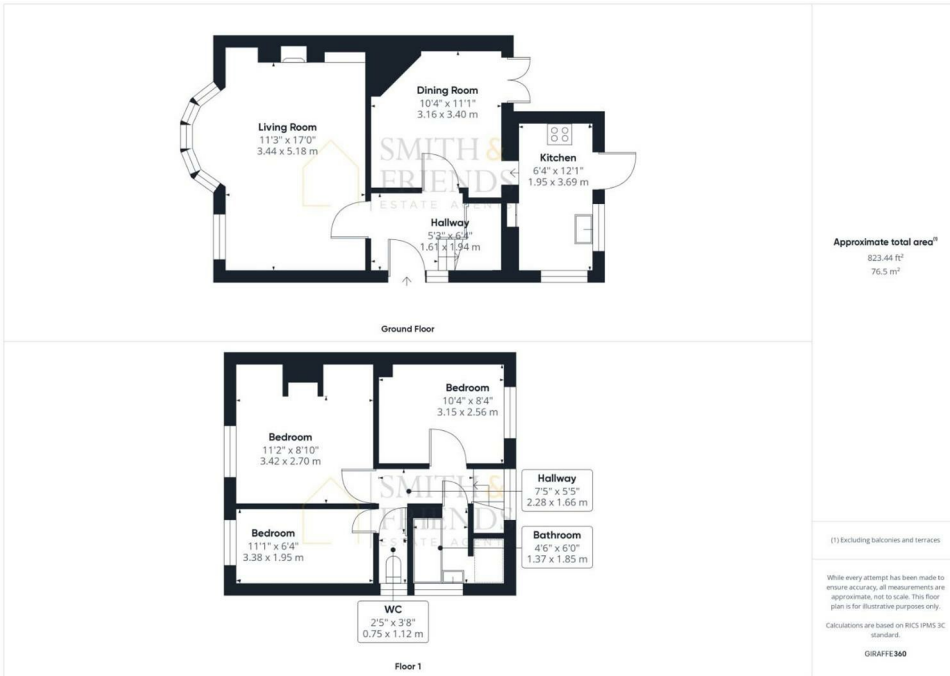 Living Room
11'3" x 17'0"
3.44 x 5.18 m
Dining Room
10'4" x 11'1"
3.16 x 3.40 m
Kitchen
6'4" x 12'1"
1.95 x 3.69 m
Hallway
5'3" x 6'4"
1.61 x 1.94 m
SMITH &
FRIENDS
ESTATE AGENTS
Ground Floor
Bedroom
11'2" x 8'10"
3.42 x 2.70 m
Bedroom
10'4" x 8'4"
3.15 x 2.56 m
Hallway
7'5" x 5'5"
2.28 x 1.66 m
Bedroom
11'1" x 6'4"
3.38 x 1.95 m
Bathroom
4'6" x 6'0"
1.37 x 1.85 m
WC
2'5" x 3'8"
0.75 x 1.12 m
SMITH &
FRIENDS
ESTATE AGENTS
Floor 1
Approximate total area(1)
823.44 ft²
76.5 m²
(1) Excluding balconies and terraces
While every attempt has been made to
ensure accuracy, all measurements are
approximate, not to scale. This floor
plan is for illustrative purposes only.
Calculations are based on RICS IPMS 3C
standard.
GIRAFFE360